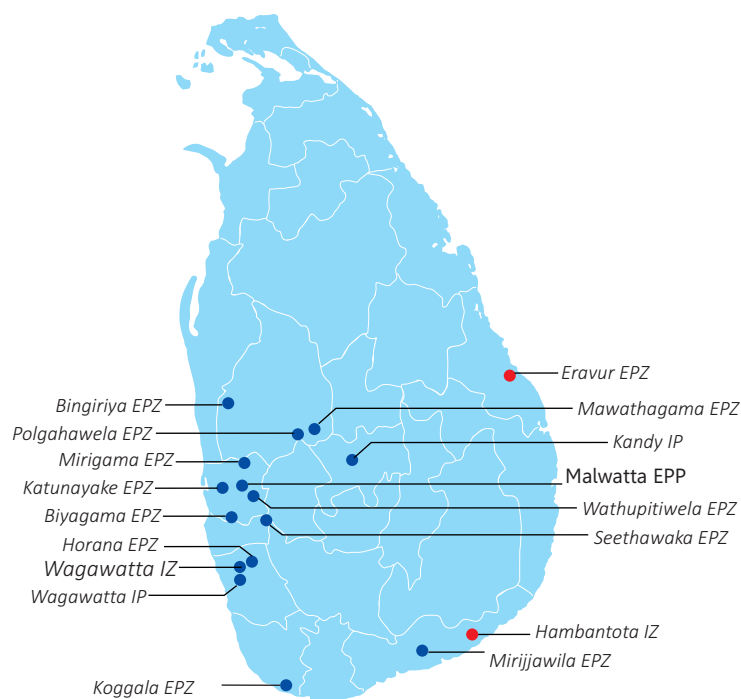 Eravur EPZ
Bingiriya EPZ
Mawathagama EPZ
Polgahawela EPZ
Kandy IP
Mirigama EPZ
Malwatta EPP
Katunayake EPZ
Wathupitiwela EPZ
Biyagama EPZ
Seethawaka EPZ
Horana EPZ
Wagawatta IZ
Wagawatta IP
Hambantota IZ
Mirijjawila EPZ
Koggala EPZ